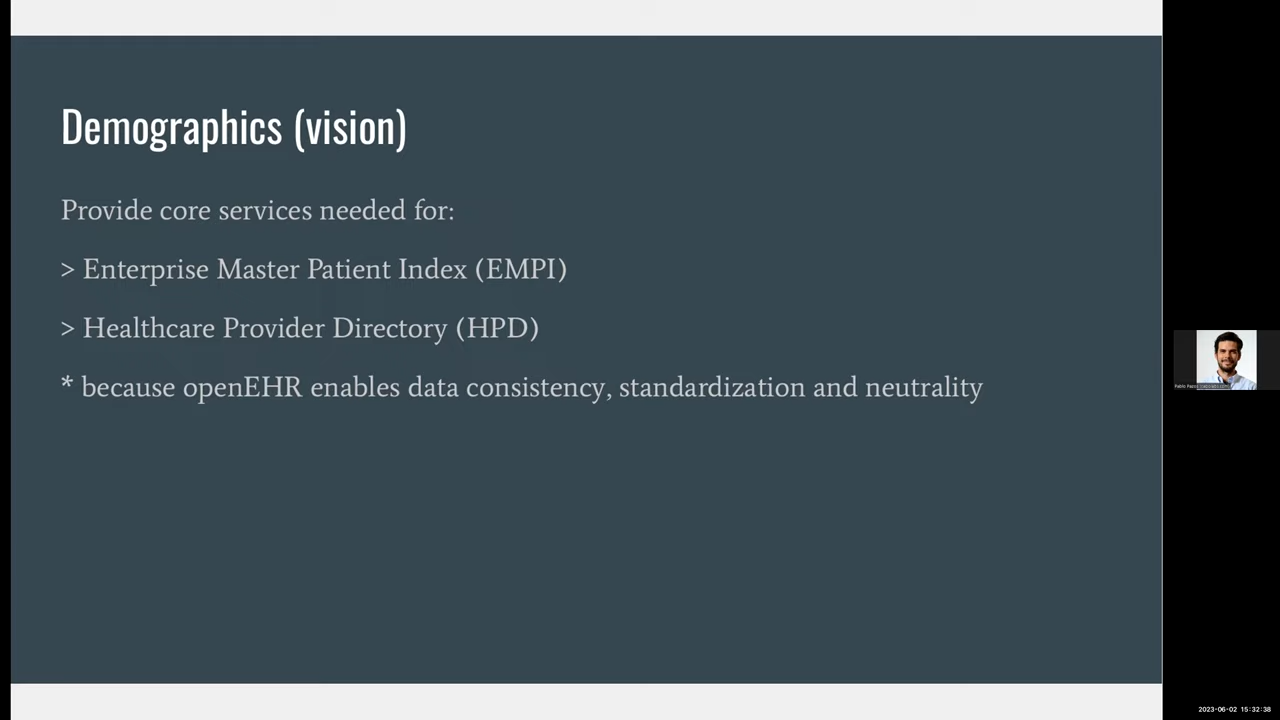 Demographics (vision)
Provide core services needed for:
> Enterprise Master Patient Index (EMPI)
> Healthcare Provider Directory (HPD)
* because openEHR enables data consistency, standardization and neutrality
2023-06-02 15:32:38